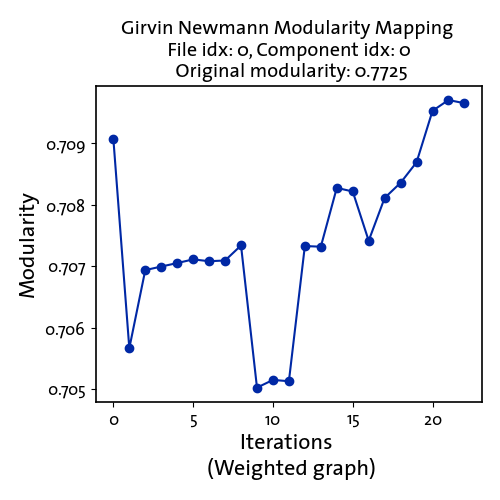 Girvin Newmann Modularity Mapping
File idx: 0, Component idx: 0
Original modularity: 0.7725
0.709
0.708
0.707
0.706
0.705
Modularity
0
5
10
15
20
Iterations
(Weighted graph)